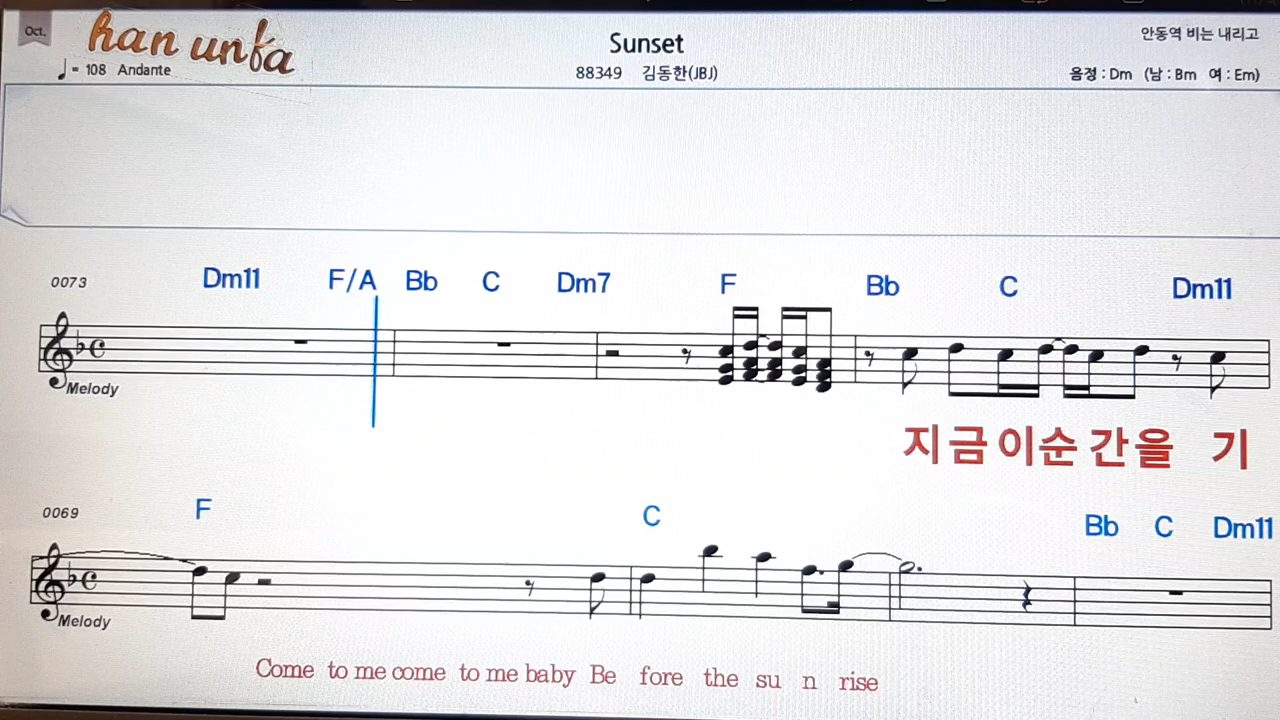 Oct.
han unfa
Sunset
안동역 비는 내리고
♩= 108 Andante
88349 김동한(JBJ)
음정 : Dm (남 : Bm 여 : Em)
0073
Dm11 F/A Bb C Dm7 F Bb C Dm11
Melody
지금이순간을 기
0069
F C Bb C Dm11
Melody
Come to me come to me baby Be fore the su n rise